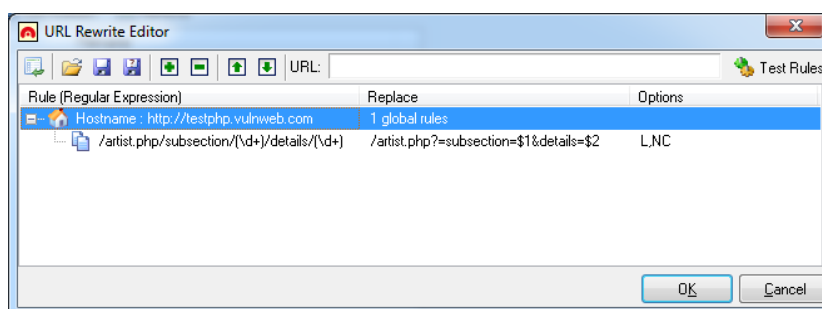 URL Rewrite Editor
URL: Test Rules
Rule (Regular Expression) Replace Options
Hostname : http://testphp.vulnweb.com 1 global rules
/artist.php/subsection/(\d+)/details/(\d+) /artist.php?=subsection=$1&details=$2 L,NC
OK Cancel